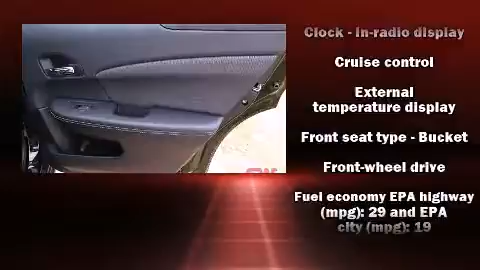 Clock - In-radio display
Cruise control
External
temperature display
Front seat type - Bucket
Front-wheel drive
Fuel economy EPA highway
(mpg): 29 and EPA
city (mpg): 19